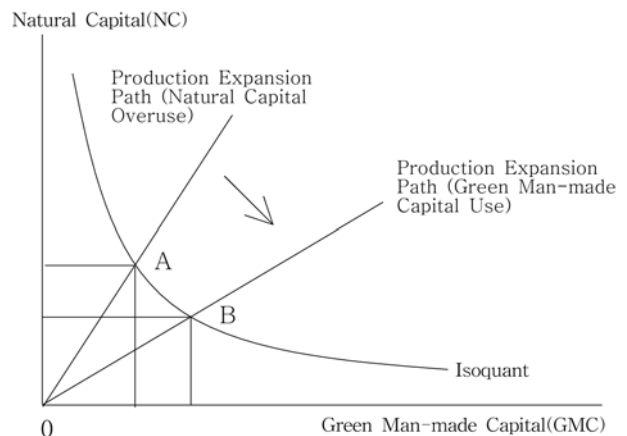 Natural Capital(NC)
Production Expansion
Path (Natural Capital
Overuse)
Production Expansion
Path (Green Man-made
Capital Use)
A
B
Isoquant
0
Green Man-made Capital(GMC)